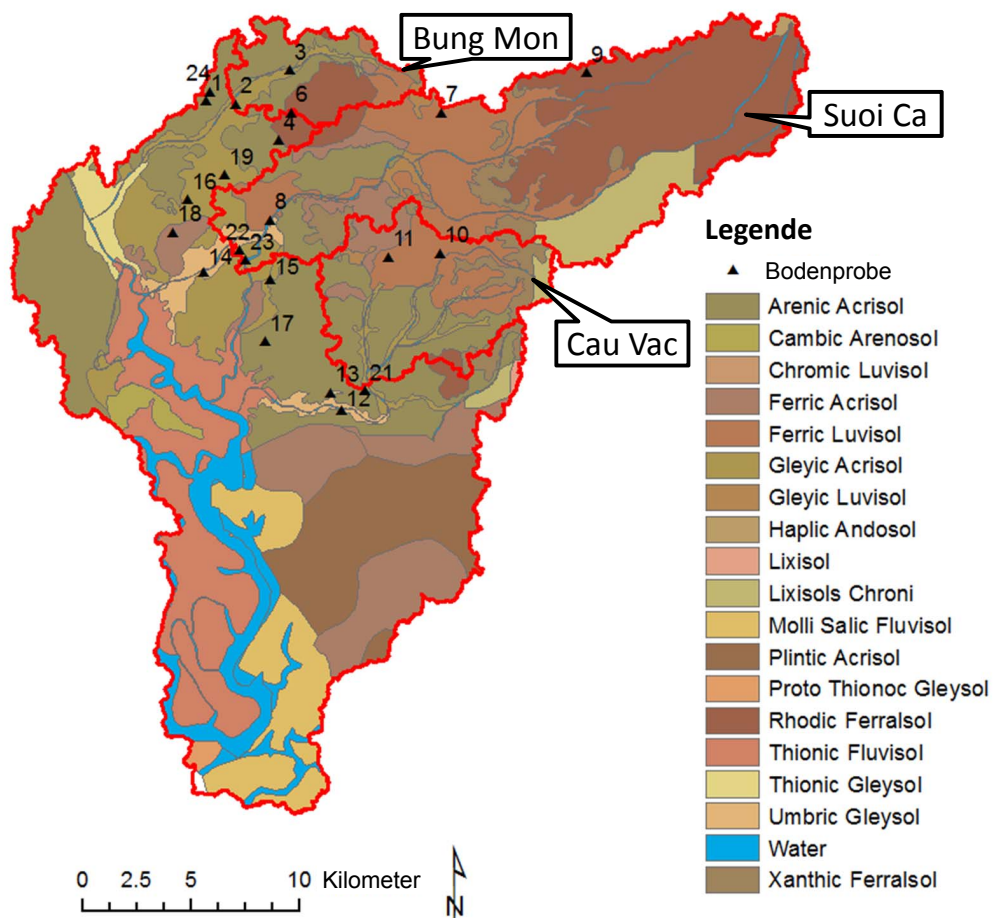 Bung Mon
Suoi Ca
Cau Vac
3
9
24
1
2
7
6
4
19
16
8
18
22
23
11
10
14
15
17
13
21
12
Legende
Bodenprobe
Arenic Acrisol
Cambic Arenosol
Chromic Luvisol
Ferric Acrisol
Ferric Luvisol
Gleyic Acrisol
Gleyic Luvisol
Haplic Andosol
Lixisol
Lixisols Chroni
Molli Salic Fluvisol
Plintic Acrisol
Proto Thionoc Gleysol
Rhodic Ferralsol
Thionic Fluvisol
Thionic Gleysol
Umbric Gleysol
Water
Xanthic Ferralsol
0 2.5 5 10 Kilometer
N